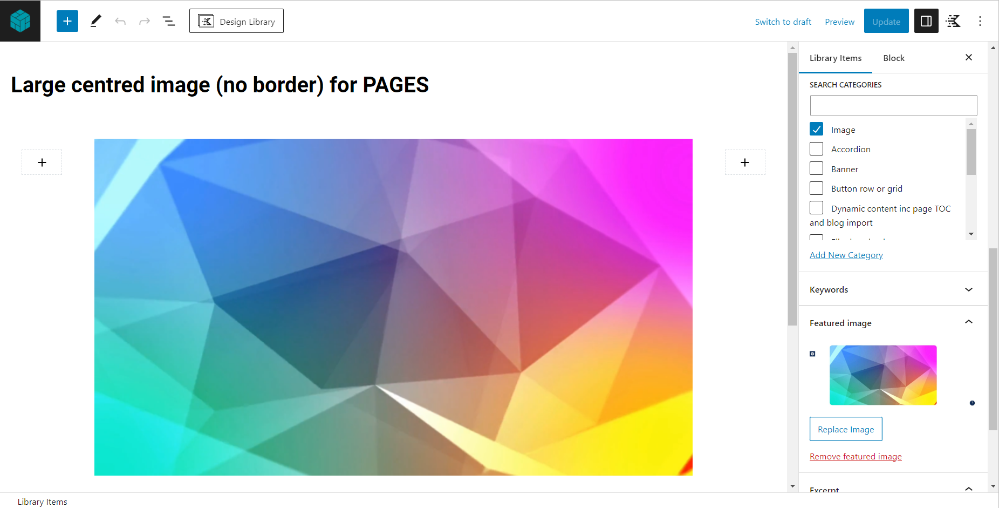 Design Library
Switch to draft
Preview
Update
Large centred image (no border) for PAGES
Library Items
Block
SEARCH CATEGORIES
Image
Accordion
Banner
Button row or grid
Dynamic content inc page TOC
and blog import
Add New Category
Keywords
Featured image
Replace Image
Remove featured image
Excerpt
Library Items